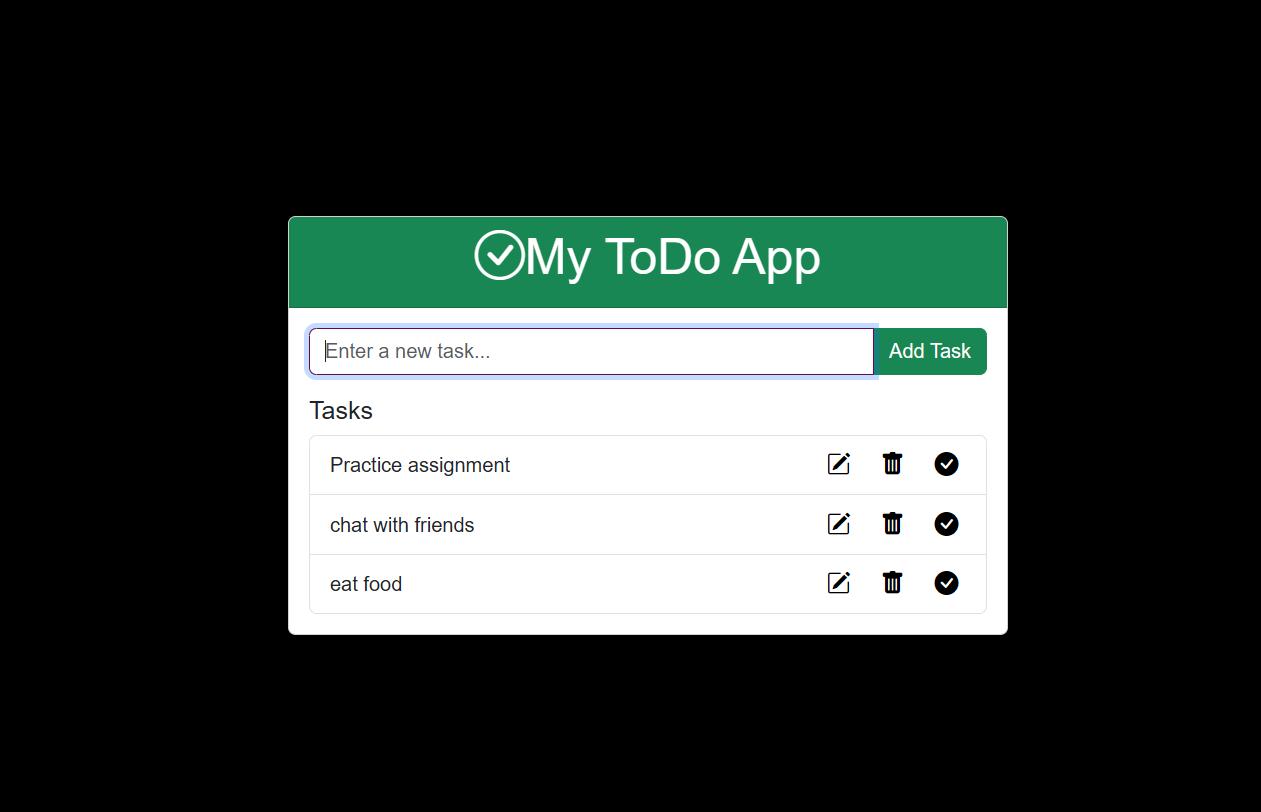 My ToDo App
Enter a new task...
Add Task
Tasks
Practice assignment
chat with friends
eat food